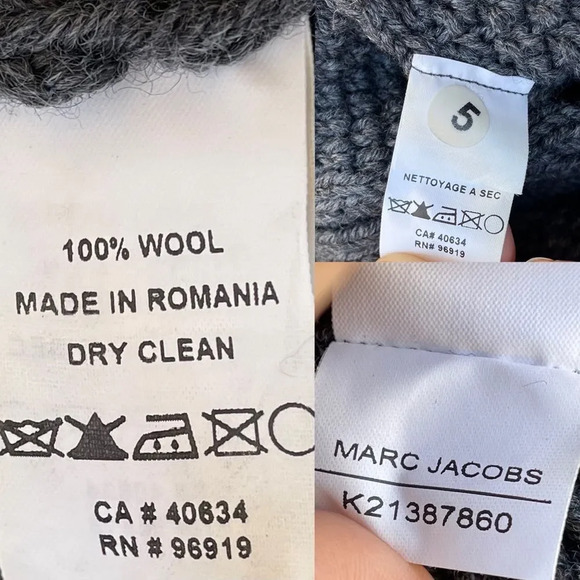 100% WOOL
MADE IN ROMANIA
DRY CLEAN
CA # 40634
RN # 96919
5
NETTOYAGE A SEC
CA# 40634
RN# 96919
MARC JACOBS
K21387860